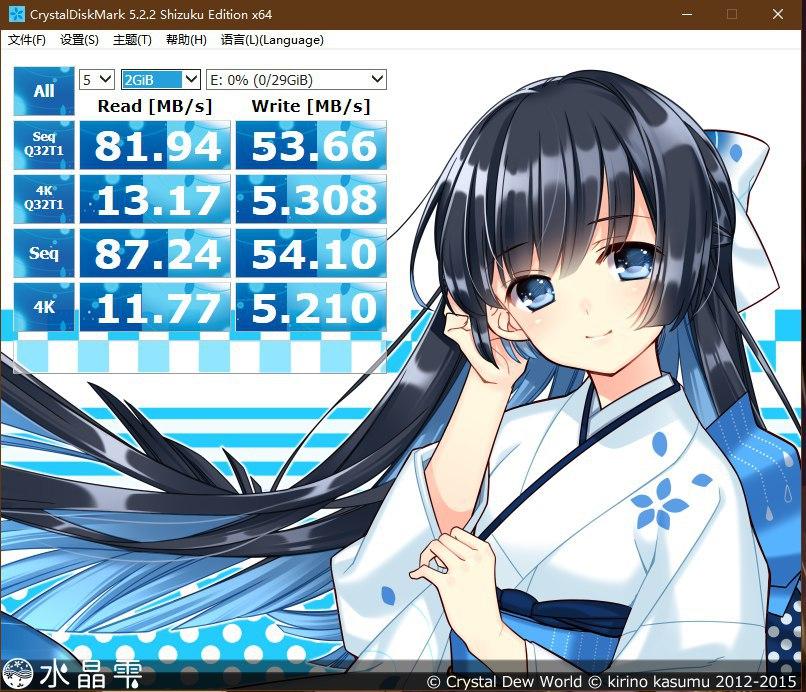 CrystalDiskMark 5.2.2 Shizuku Edition x64
文件(F) 设置(S) 主题(T) 帮助(H) 语言(L)(Language)
All 5 2GiB E: 0% (0/29GiB)
Read [MB/s] Write [MB/s]
Seq Q32T1 81.94 53.66
4K Q32T1 13.17 5.308
Seq 87.24 54.10
4K 11.77 5.210
水晶雫
© Crystal Dew World © kirino kasumu 2012-2015